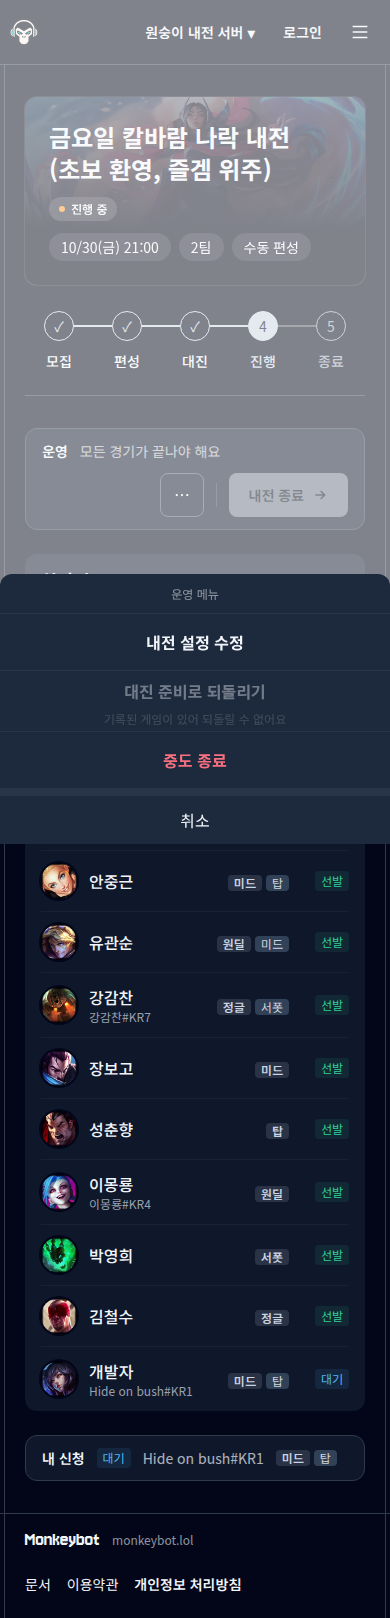 원숭이 내전 서버 ▾ 로그인
금요일 칼바람 나락 내전
(초보 환영, 즐겜 위주)
진행 중
10/30(금) 21:00 2팀 수동 편성
✓ ✓ ✓ 4 5
모집 편성 대진 진행 종료
운영 모든 경기가 끝나야 해요
... 내전 종료 →
운영 메뉴
내전 설정 수정
대진 준비로 되돌리기
기록된 게임이 있어 되돌릴 수 없어요
중도 종료
취소
안중근 미드 탑 선발
유관순 원딜 미드 선발
강감찬 정글 서폿 선발
강감찬#KR7
장보고 미드 선발
성춘향 탑 선발
이몽룡 원딜 선발
이몽룡#KR4
박영희 서폿 선발
김철수 정글 선발
개발자 미드 탑 대기
Hide on bush#KR1
내 신청 대기 Hide on bush#KR1 미드 탑
Monkeybot monkeybot.lol
문서 이용약관 개인정보 처리방침